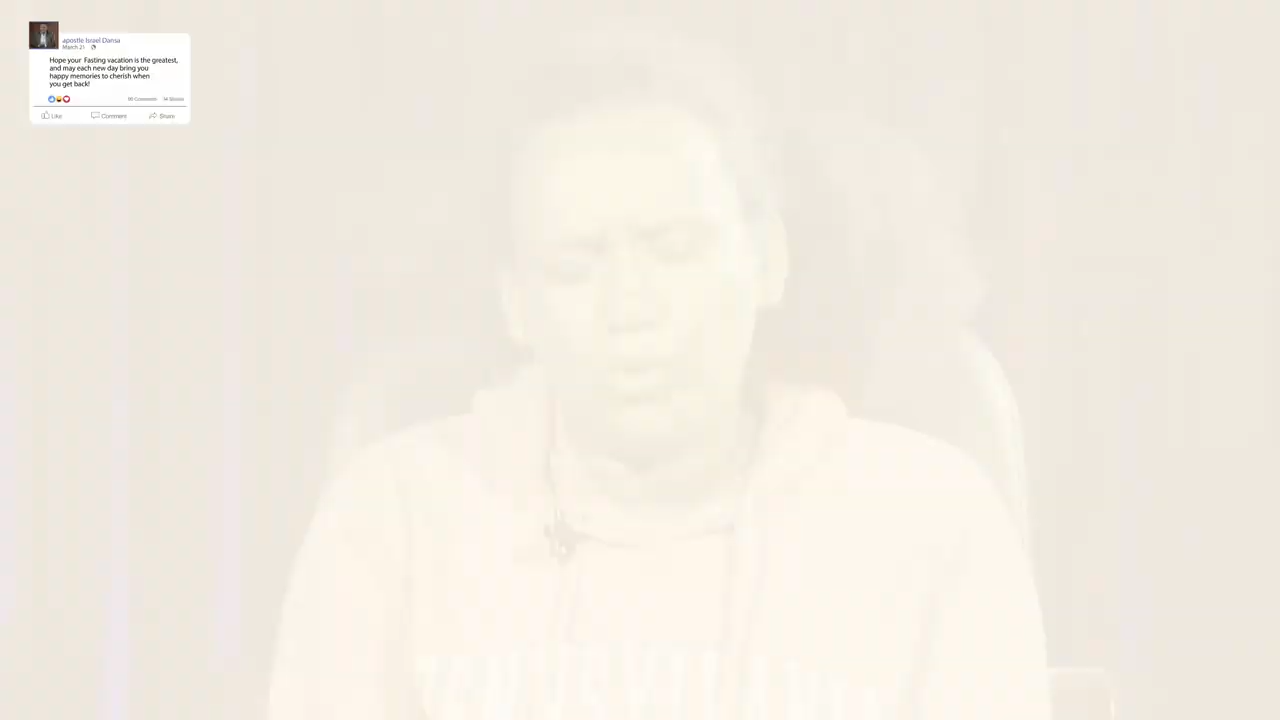 apostle Israel Dansa
March 21
Hope your Fasting vacation is the greatest,
and may each new day bring you
happy memories to cherish when
you get back!
Comments
Like Comment Share